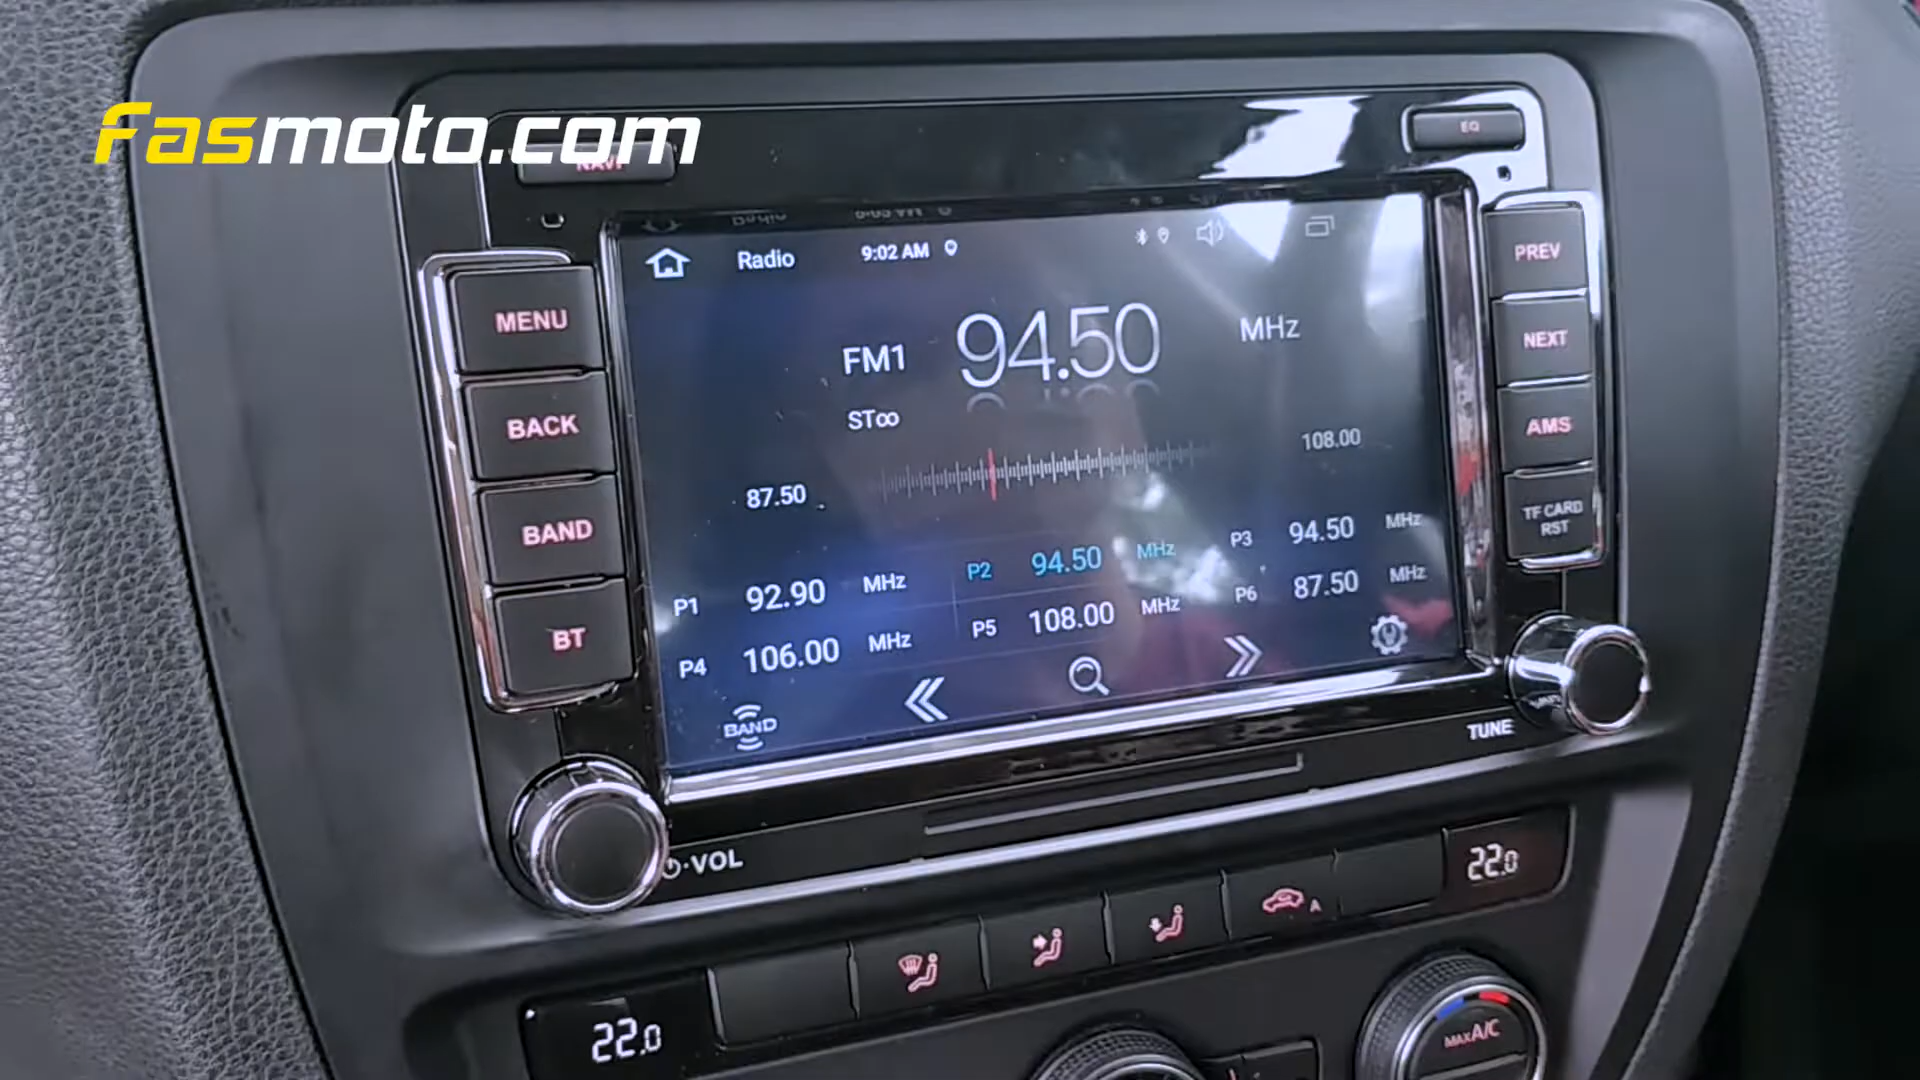 fasmoto.com
NAVI
EQ
Radio
9:02 AM
FM1 94.50 MHz
ST
87.50
108.00
P1 92.90 MHz
P2 94.50 MHz
P3 94.50 MHz
P4 106.00 MHz
P5 108.00 MHz
P6 87.50 MHz
BAND
MENU
BACK
BAND
BT
PREV
NEXT
AMS
TF CARD
RST
TUNE
VOL
22.0
A
22.0
MAX A/C